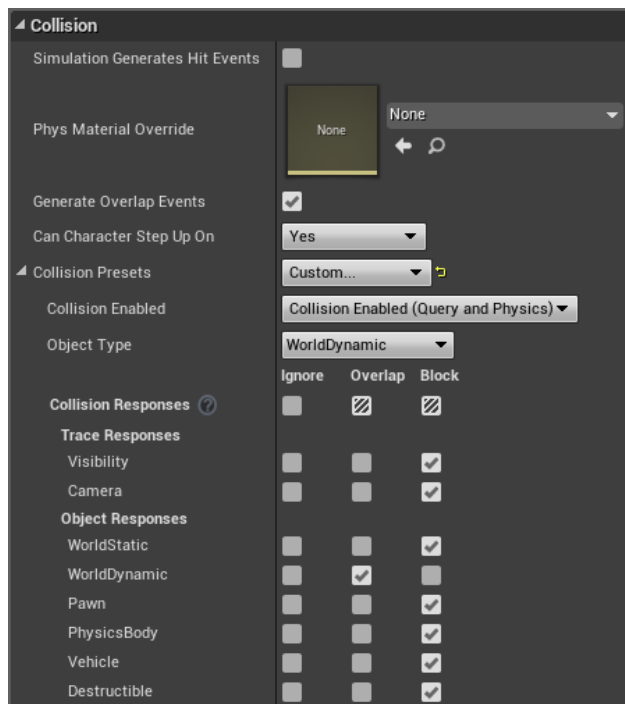 Collision
Simulation Generates Hit Events
Phys Material Override
None
None
Generate Overlap Events
Can Character Step Up On
Yes
Collision Presets
Custom...
Collision Enabled
Collision Enabled (Query and Physics)
Object Type
WorldDynamic
Ignore Overlap Block
Collision Responses ?
Trace Responses
Visibility
Camera
Object Responses
WorldStatic
WorldDynamic
Pawn
PhysicsBody
Vehicle
Destructible